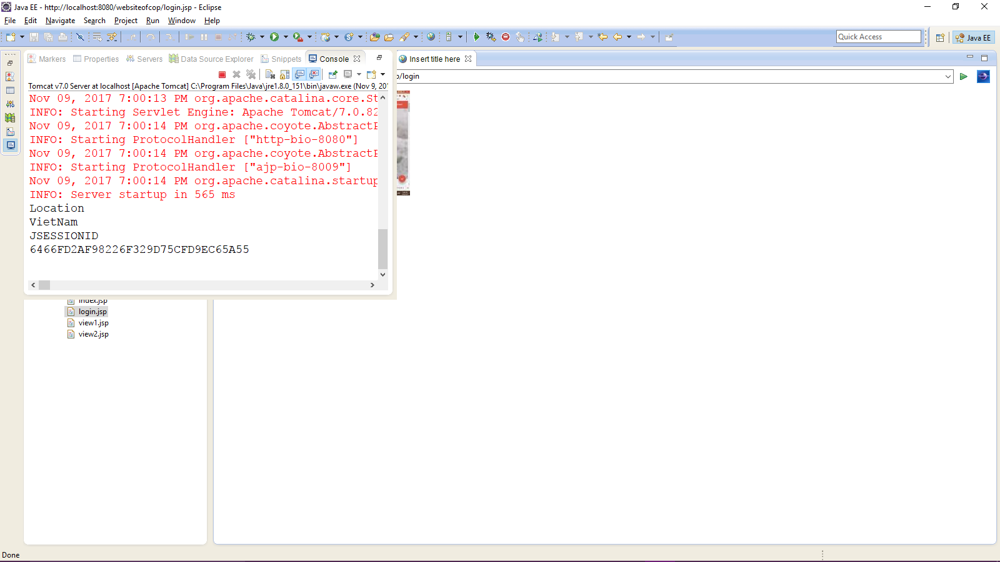 Java EE - http://localhost:8080/websiteofcop/login.jsp - Eclipse
File Edit Navigate Search Project Run Window Help
Quick Access
Java EE
Markers Properties Servers Data Source Explorer Snippets Console
Insert title here
Tomcat v7.0 Server at localhost [Apache Tomcat] C:\Program Files\Java\jre1.8.0_151\bin\javaw.exe (Nov 9, 201
/login
Nov 09, 2017 7:00:13 PM org.apache.catalina.core.St
INFO: Starting Servlet Engine: Apache Tomcat/7.0.82
Nov 09, 2017 7:00:14 PM org.apache.coyote.AbstractP
INFO: Starting ProtocolHandler ["http-bio-8080"]
Nov 09, 2017 7:00:14 PM org.apache.coyote.AbstractP
INFO: Starting ProtocolHandler ["ajp-bio-8009"]
Nov 09, 2017 7:00:14 PM org.apache.catalina.startup
INFO: Server startup in 565 ms
Location
VietNam
JSESSIONID
6466FD2AF98226F329D75CFD9EC65A55
index.jsp
login.jsp
view1.jsp
view2.jsp
Done